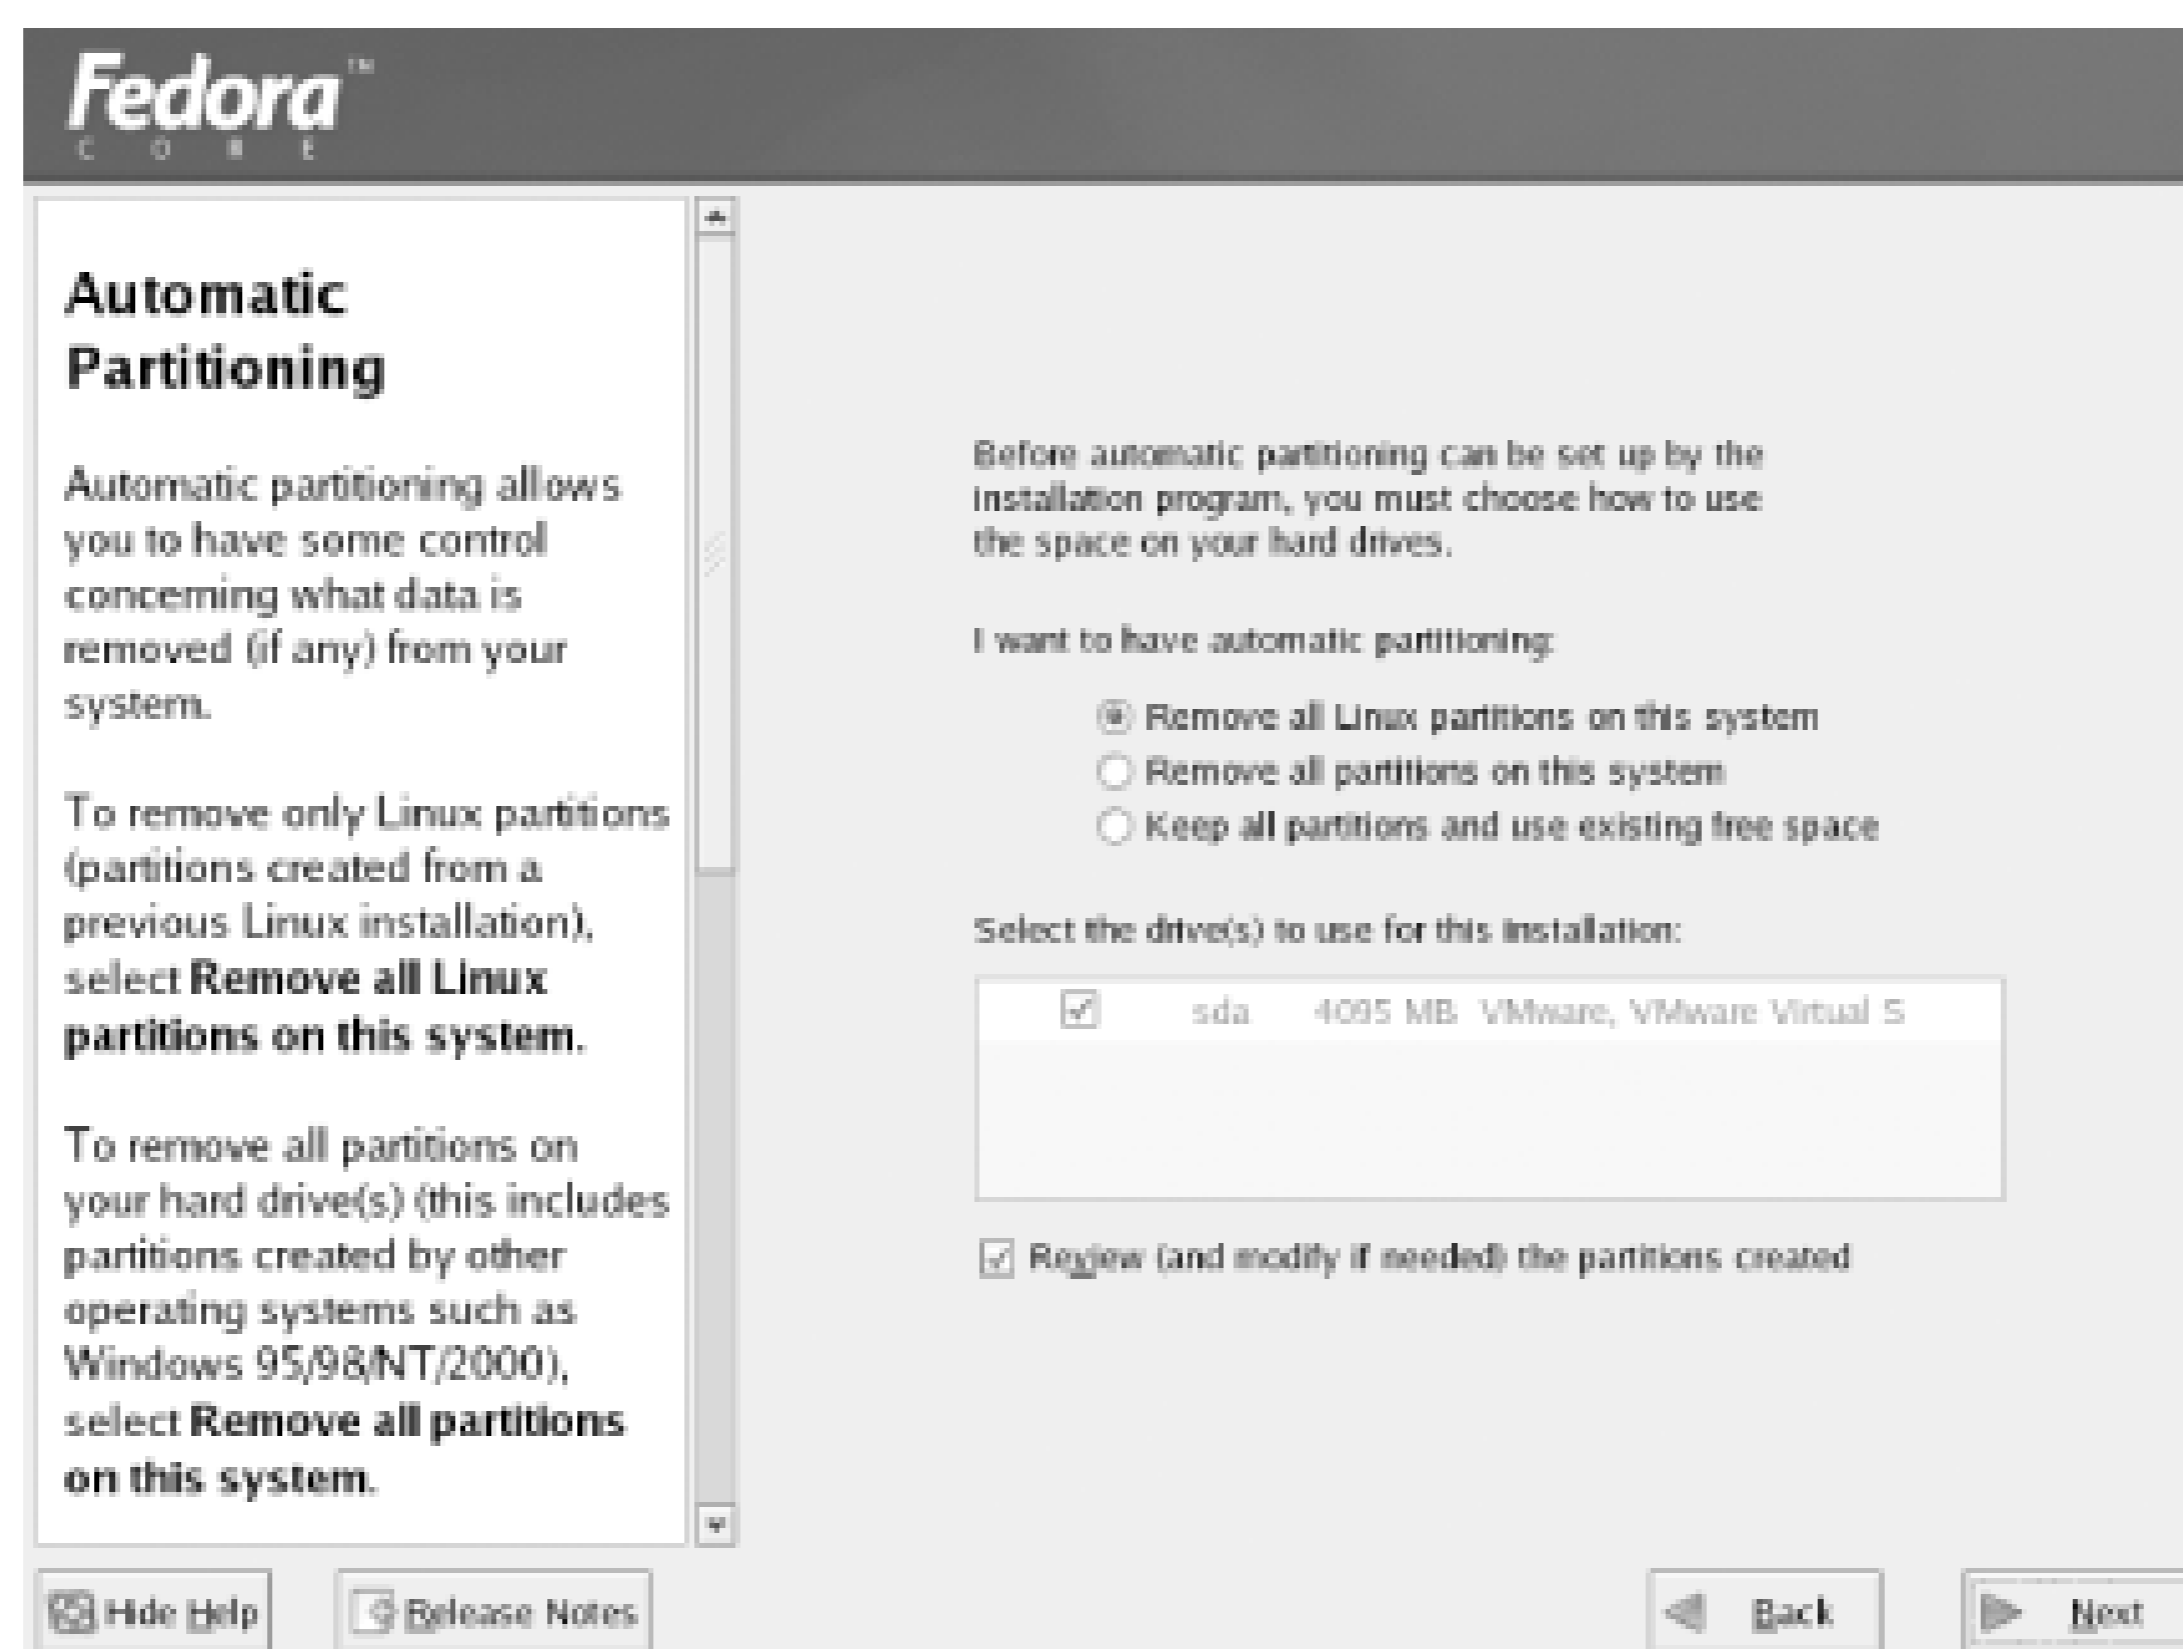 Fedora™
CORE
Automatic
Partitioning
Automatic partitioning allows
you to have some control
concerning what data is
removed (if any) from your
system.
To remove only Linux partitions
(partitions created from a
previous Linux installation),
select Remove all Linux
partitions on this system.
To remove all partitions on
your hard drive(s) (this includes
partitions created by other
operating systems such as
Windows 95/98/NT/2000),
select Remove all partitions
on this system.
Before automatic partitioning can be set up by the
installation program, you must choose how to use
the space on your hard drives.
I want to have automatic partitioning:
Remove all Linux partitions on this system
Remove all partitions on this system
Keep all partitions and use existing free space
Select the drive(s) to use for this installation:
sda 4095 MB VMware, VMware Virtual S
Review (and modify if needed) the partitions created
Hide Help
Release Notes
Back
Next